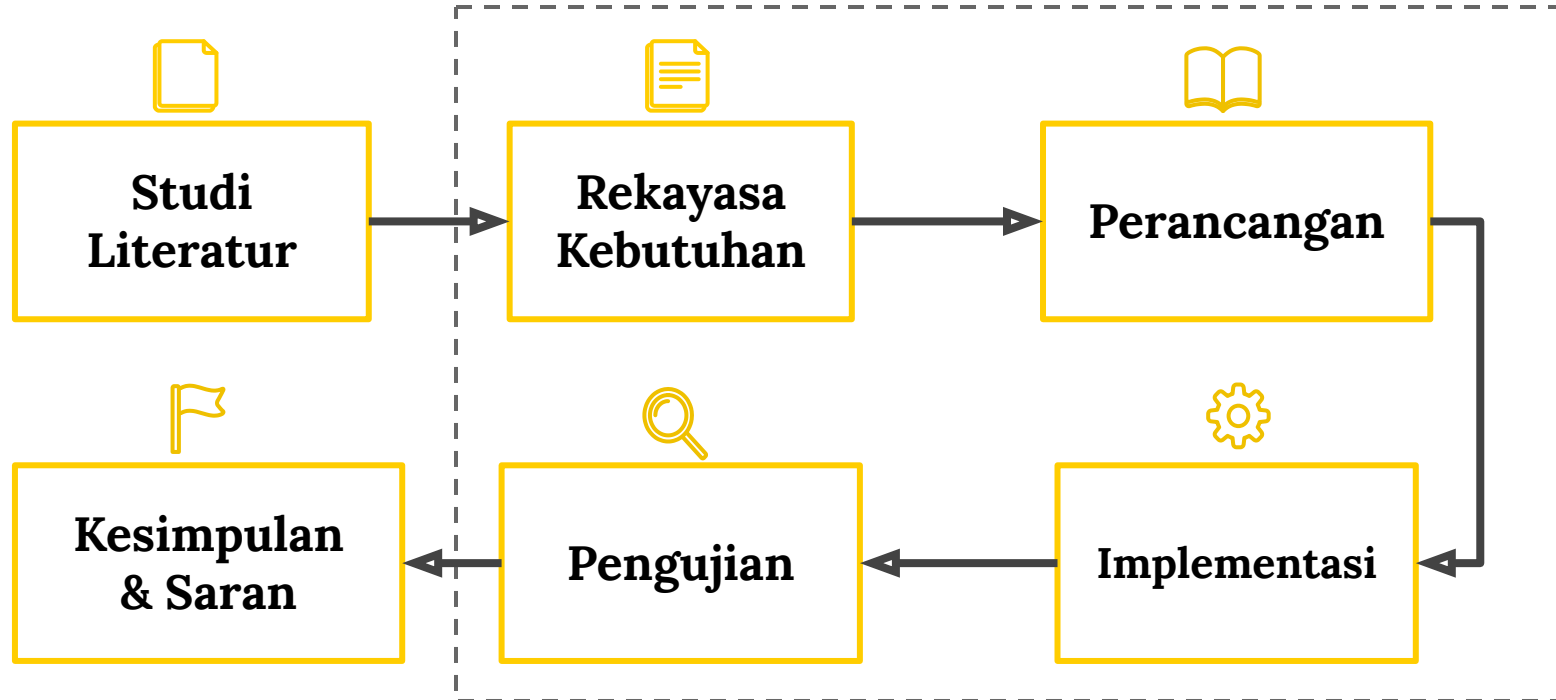 Studi
Literatur
Rekayasa
Kebutuhan
Perancangan
Kesimpulan
& Saran
Pengujian
Implementasi